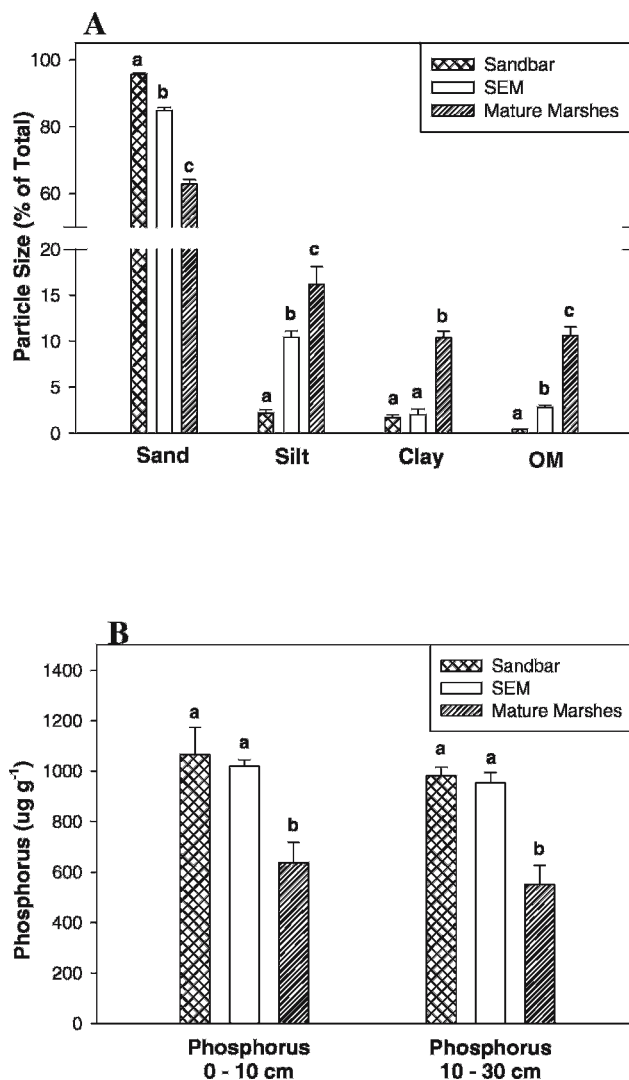 A
Particle Size (% of Total)
100
80
60
20
15
10
5
0
Sandbar
SEM
Mature Marshes
a
b
c
a
b
c
a
a
b
a
b
c
Sand Silt Clay OM
B
Phosphorus (ug g-1)
1400
1200
1000
800
600
400
200
0
Sandbar
SEM
Mature Marshes
a
a
b
a
a
b
Phosphorus Phosphorus
0 - 10 cm 10 - 30 cm